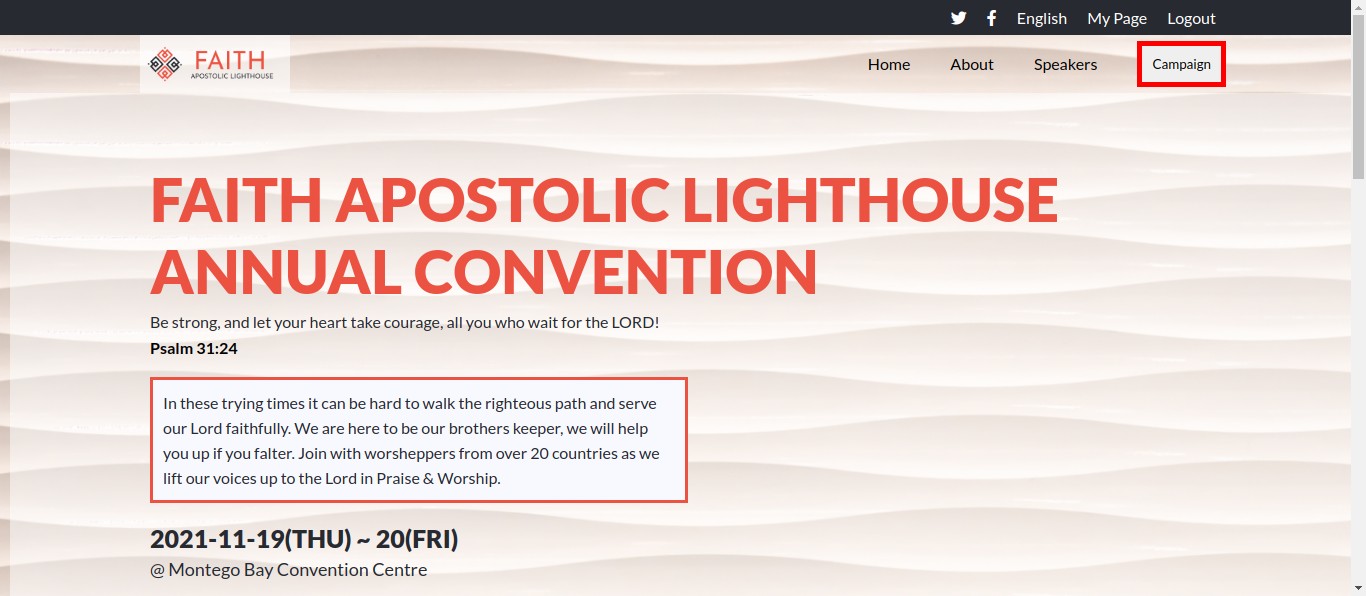 English My Page Logout
FAITH
APOSTOLIC LIGHTHOUSE
Home About Speakers Campaign
FAITH APOSTOLIC LIGHTHOUSE
ANNUAL CONVENTION
Be strong, and let your heart take courage, all you who wait for the LORD!
Psalm 31:24
In these trying times it can be hard to walk the righteous path and serve
our Lord faithfully. We are here to be our brothers keeper, we will help
you up if you falter. Join with worsheppers from over 20 countries as we
lift our voices up to the Lord in Praise & Worship.
2021-11-19(THU) ~ 20(FRI)
@ Montego Bay Convention Centre